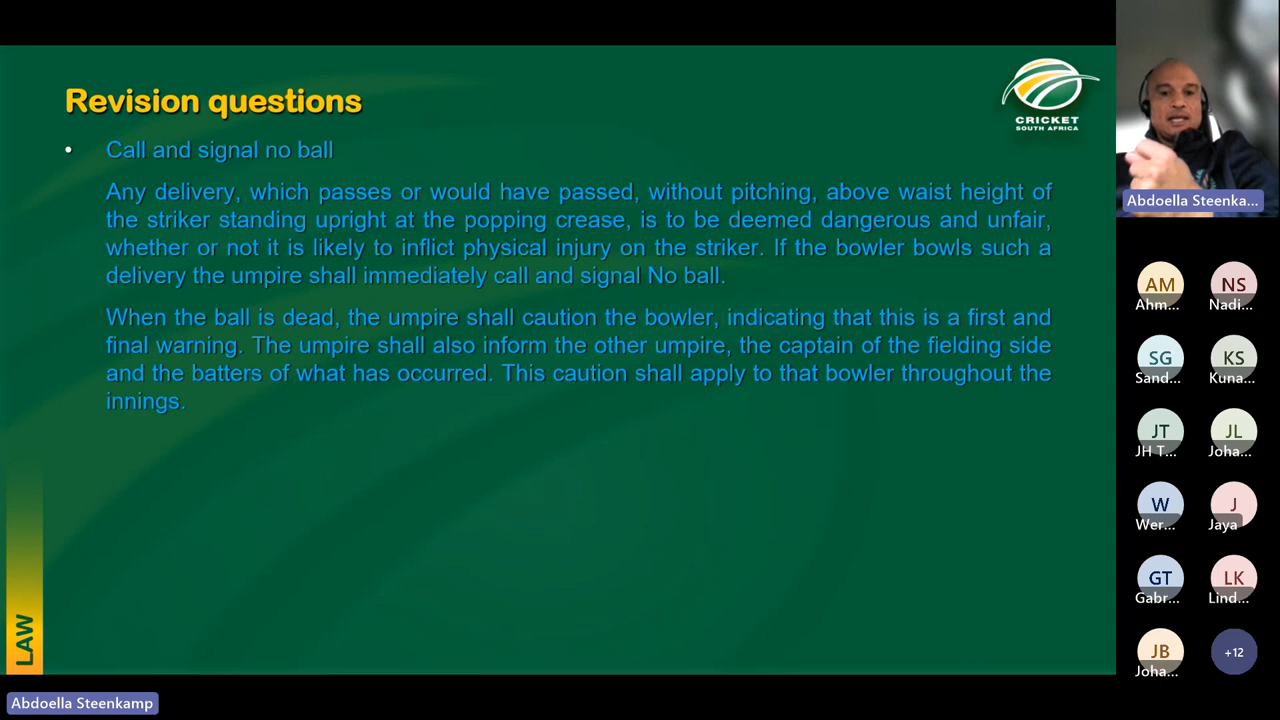 Revision questions
CRICKET
SOUTH AFRICA
• Call and signal no ball
Any delivery, which passes or would have passed, without pitching, above waist height of
the striker standing upright at the popping crease, is to be deemed dangerous and unfair,
whether or not it is likely to inflict physical injury on the striker. If the bowler bowls such a
delivery the umpire shall immediately call and signal No ball.
When the ball is dead, the umpire shall caution the bowler, indicating that this is a first and
final warning. The umpire shall also inform the other umpire, the captain of the fielding side
and the batters of what has occurred. This caution shall apply to that bowler throughout the
innings.
LAW
Abdoella Steenkamp
Abdoella Steenka...
AM
Ahm...
NS
Nadi...
SG
Sand...
KS
Kuna...
JT
JH T...
JL
Joha...
W
Wer...
J
Jaya
GT
Gabr...
LK
Lind...
JB
Joha...
+12